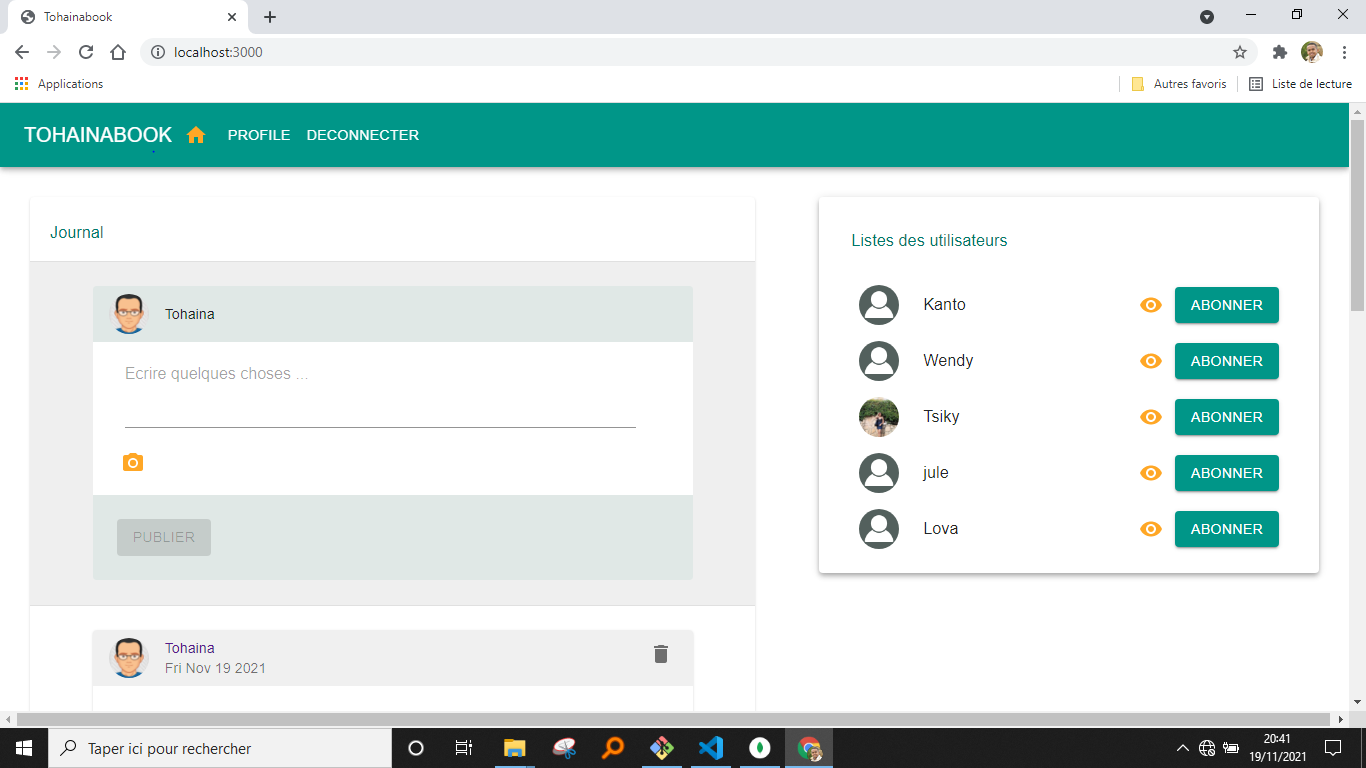 Tohainabook
localhost:3000
Applications
Autres favoris
Liste de lecture
TOHAINABOOK PROFILE DECONNECTER
Journal
Tohaina
Ecrire quelques choses ...
PUBLIER
Tohaina
Fri Nov 19 2021
Listes des utilisateurs
Kanto ABONNER
Wendy ABONNER
Tsiky ABONNER
jule ABONNER
Lova ABONNER
Taper ici pour rechercher
20:41
19/11/2021